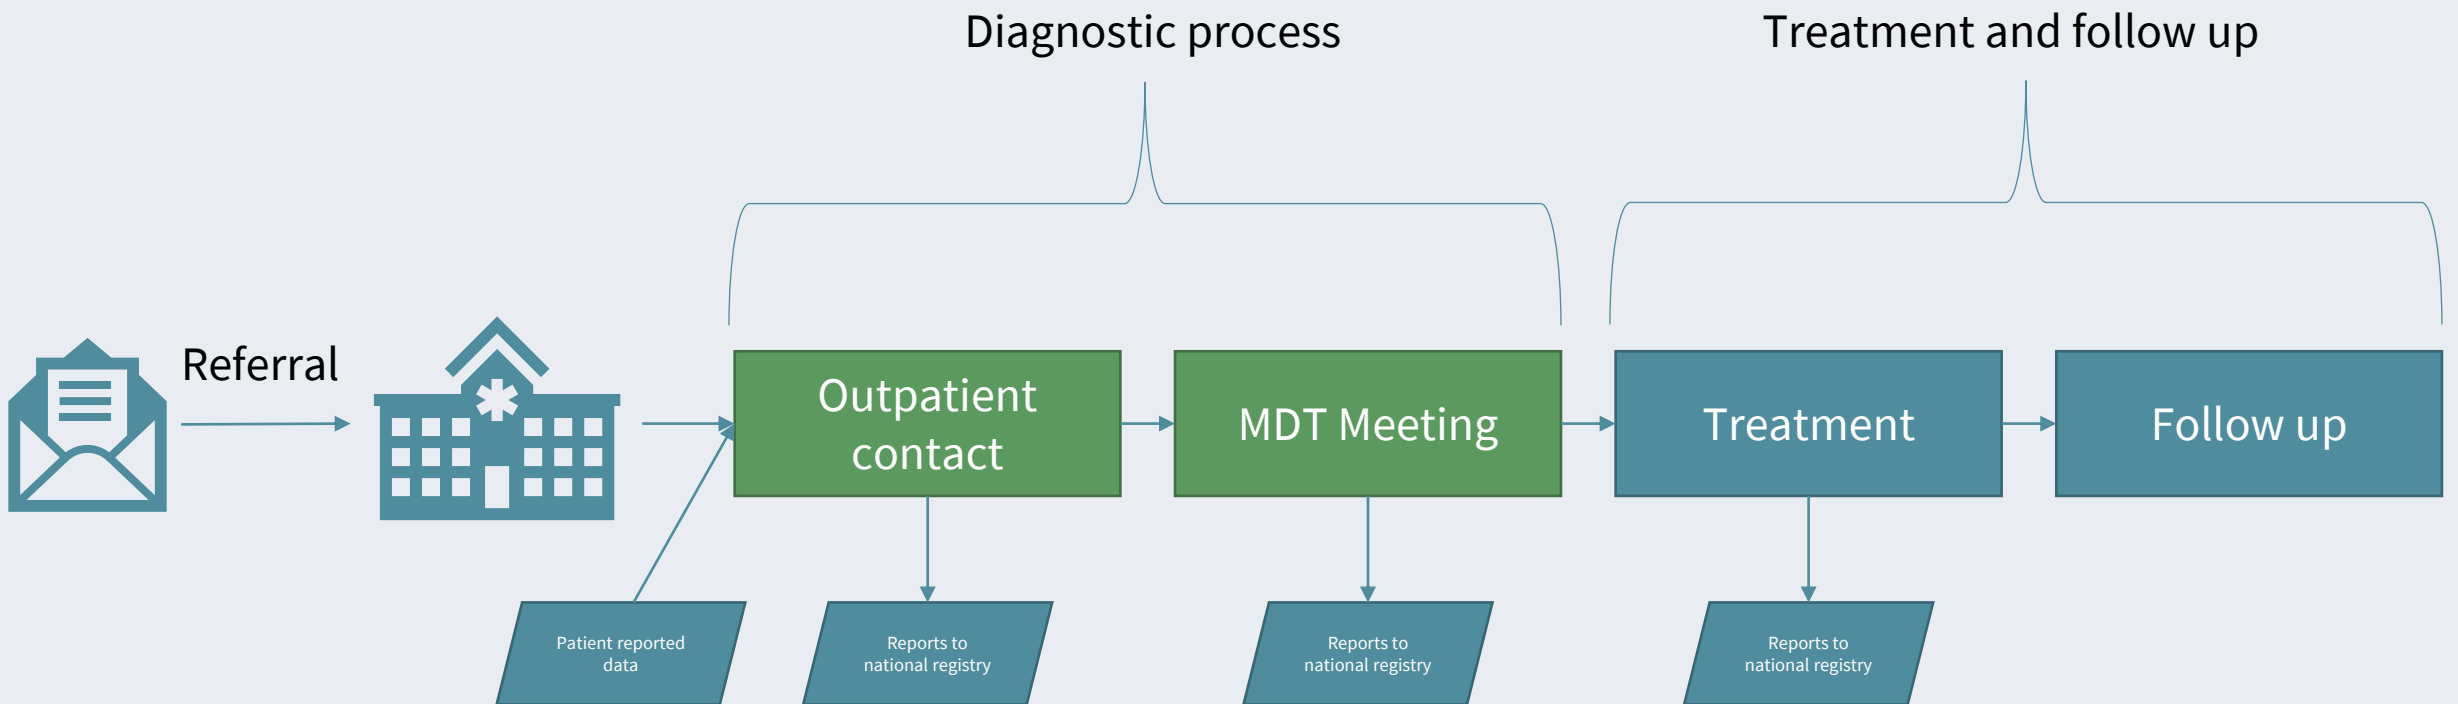 Diagnostic process
Treatment and follow up
Referral
Outpatient
contact
MDT Meeting
Treatment
Follow up
Patient reported
data
Reports to
national registry
Reports to
national registry
Reports to
national registry